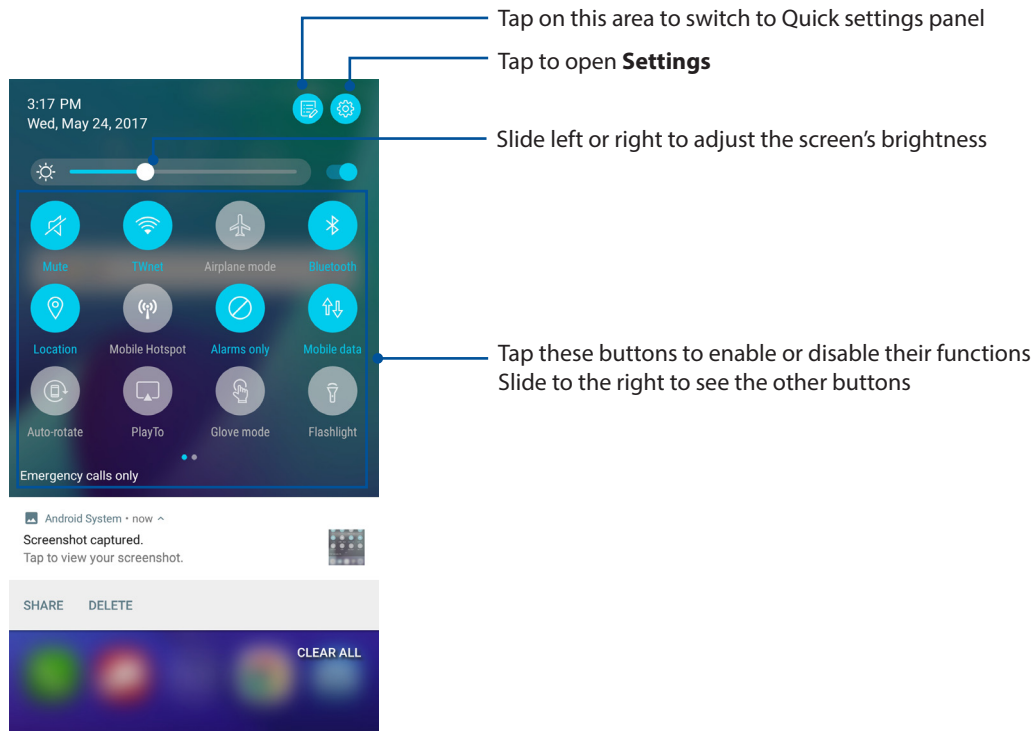 Tap on this area to switch to Quick settings panel
Tap to open Settings
3:17 PM
Wed, May 24, 2017
Slide left or right to adjust the screen’s brightness
Mute TWnet Airplane mode Bluetooth
Location Mobile Hotspot Alarms only Mobile data
Tap these buttons to enable or disable their functions
Slide to the right to see the other buttons
Auto-rotate PlayTo Glove mode Flashlight
Emergency calls only
Android System • now
Screenshot captured.
Tap to view your screenshot.
SHARE DELETE
CLEAR ALL